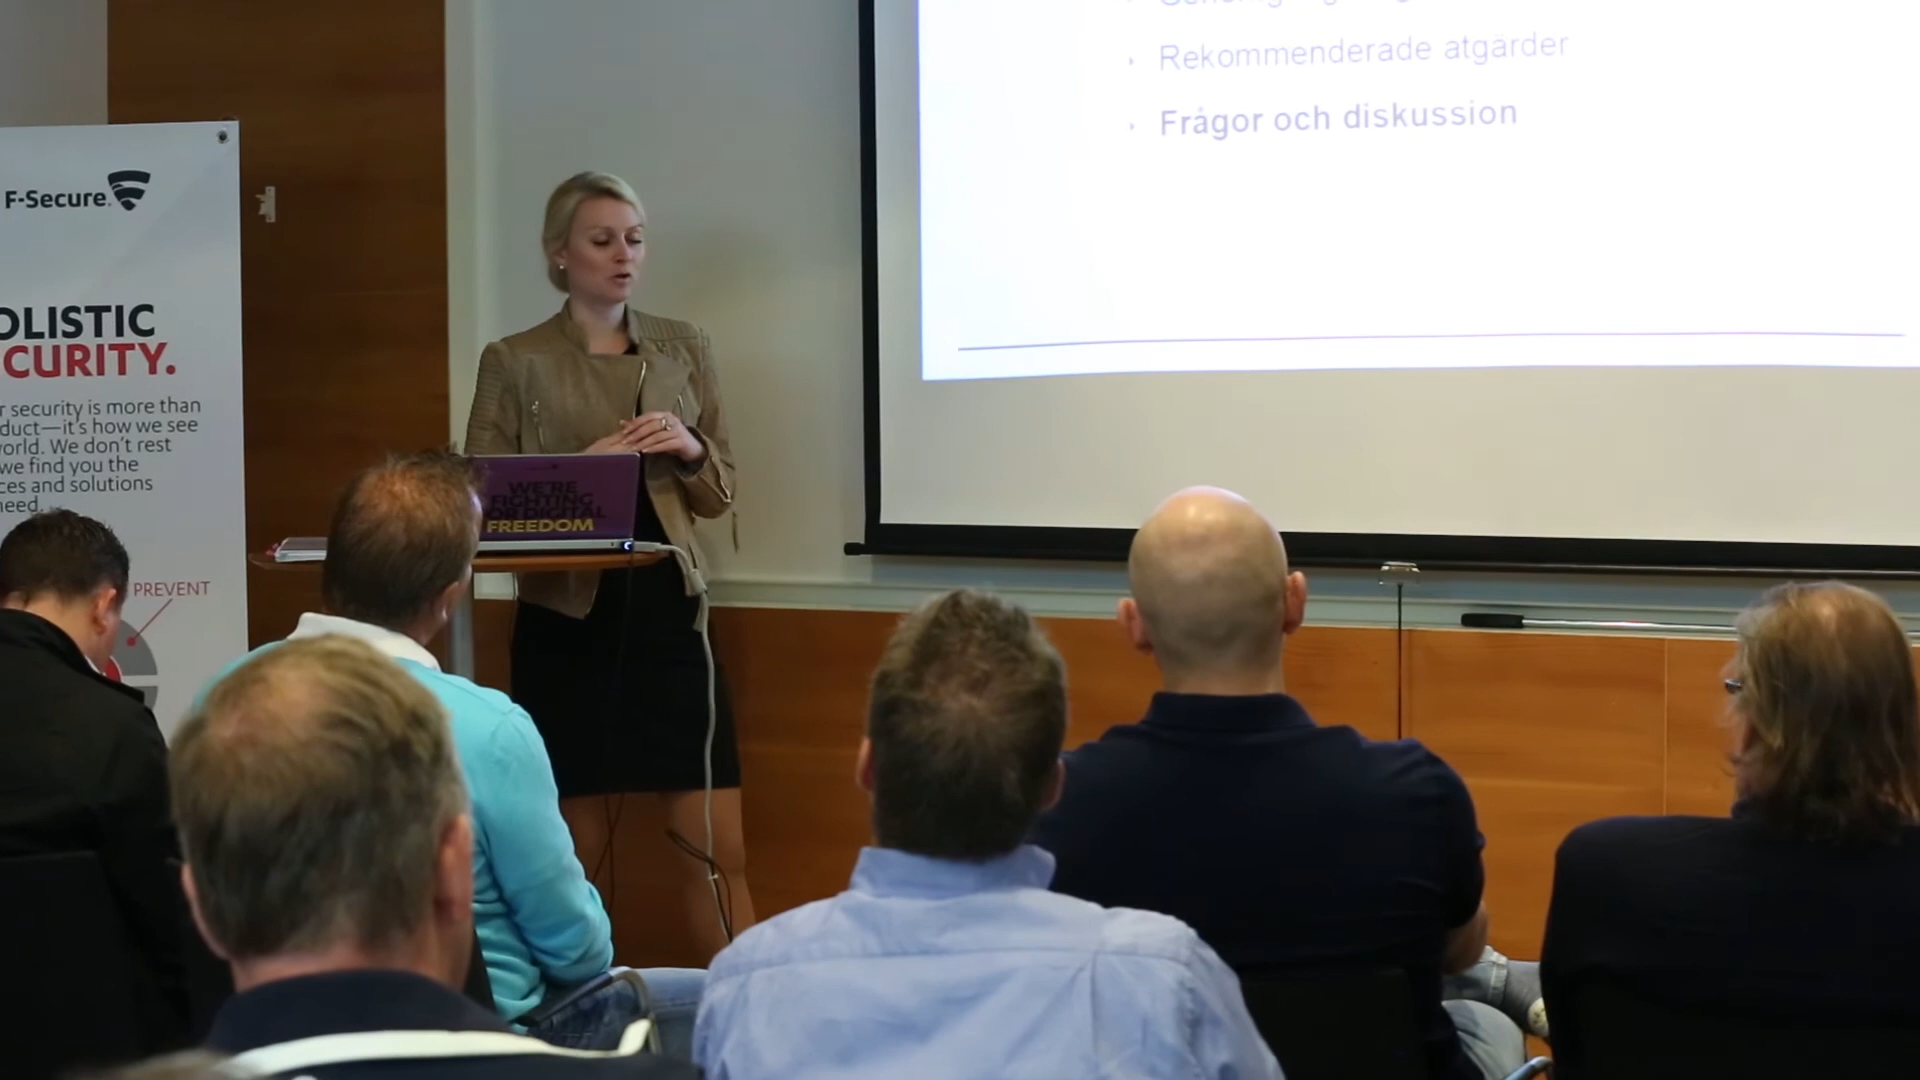 Rekommenderade åtgärder
Frågor och diskussion
F-Secure.
OLISTIC
CURITY.
r security is more than
duct—it's how we see
world. We don't rest
we find you the
ces and solutions
need.
PREVENT
WE'RE
FIGHTING
FOR DIGITAL
FREEDOM